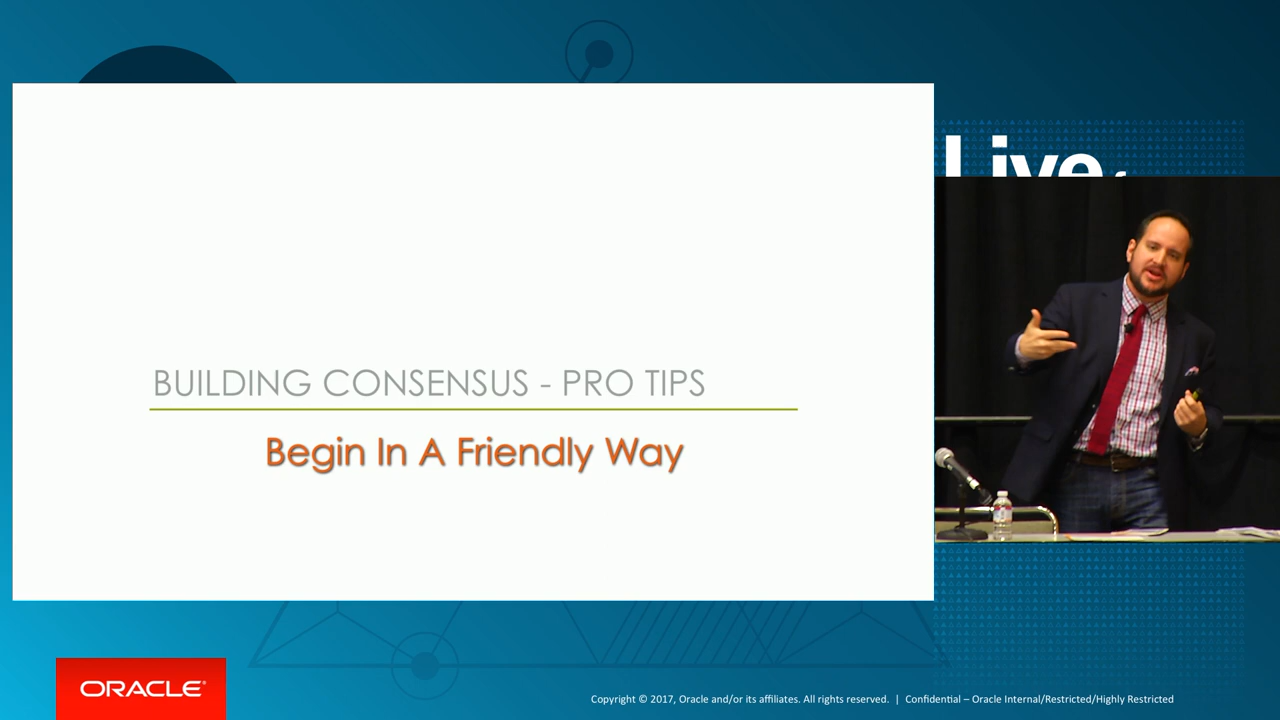 Live
BUILDING CONSENSUS - PRO TIPS
Begin In A Friendly Way
ORACLE®
Copyright © 2017, Oracle and/or its affiliates. All rights reserved. | Confidential – Oracle Internal/Restricted/Highly Restricted